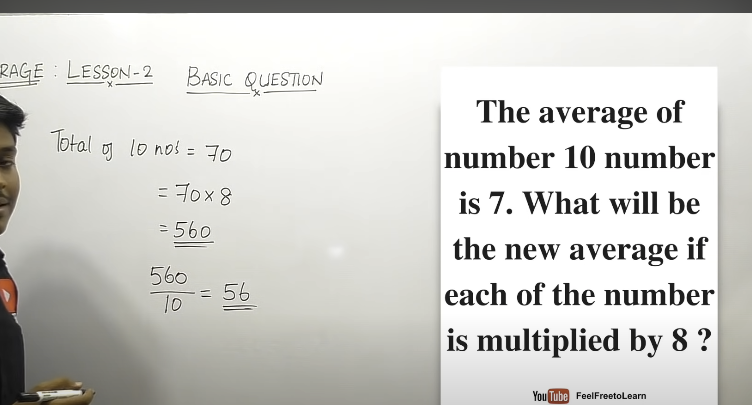 RAGE : LESSON-2 BASIC QUESTION
Total of 10 nos = 70
= 70 x 8
= 560
560
10
= 56
The average of
number 10 number
is 7. What will be
the new average if
each of the number
is multiplied by 8 ?
YouTube FeelFreetoLearn